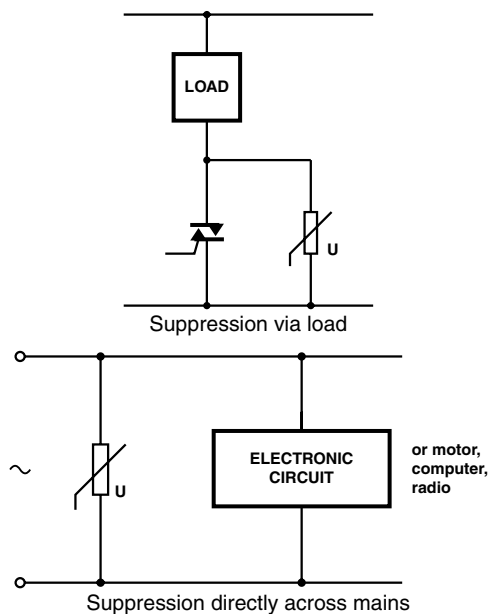 LOAD
U
Suppression via load
ELECTRONIC
CIRCUIT
or motor,
computer,
radio
U
Suppression directly across mains